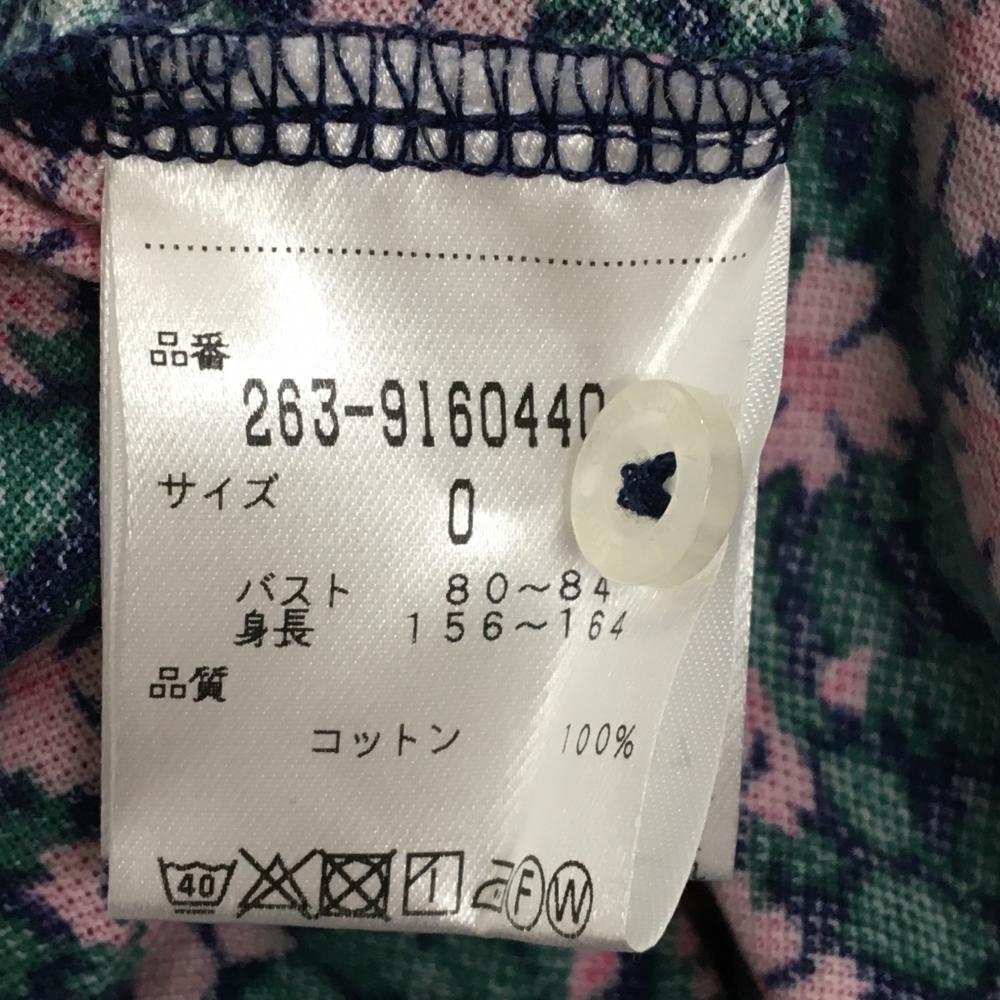 品番
263-9160440
サイズ 0
バスト 80~84
身長 156~164
品質
コットン 100%
40 F W